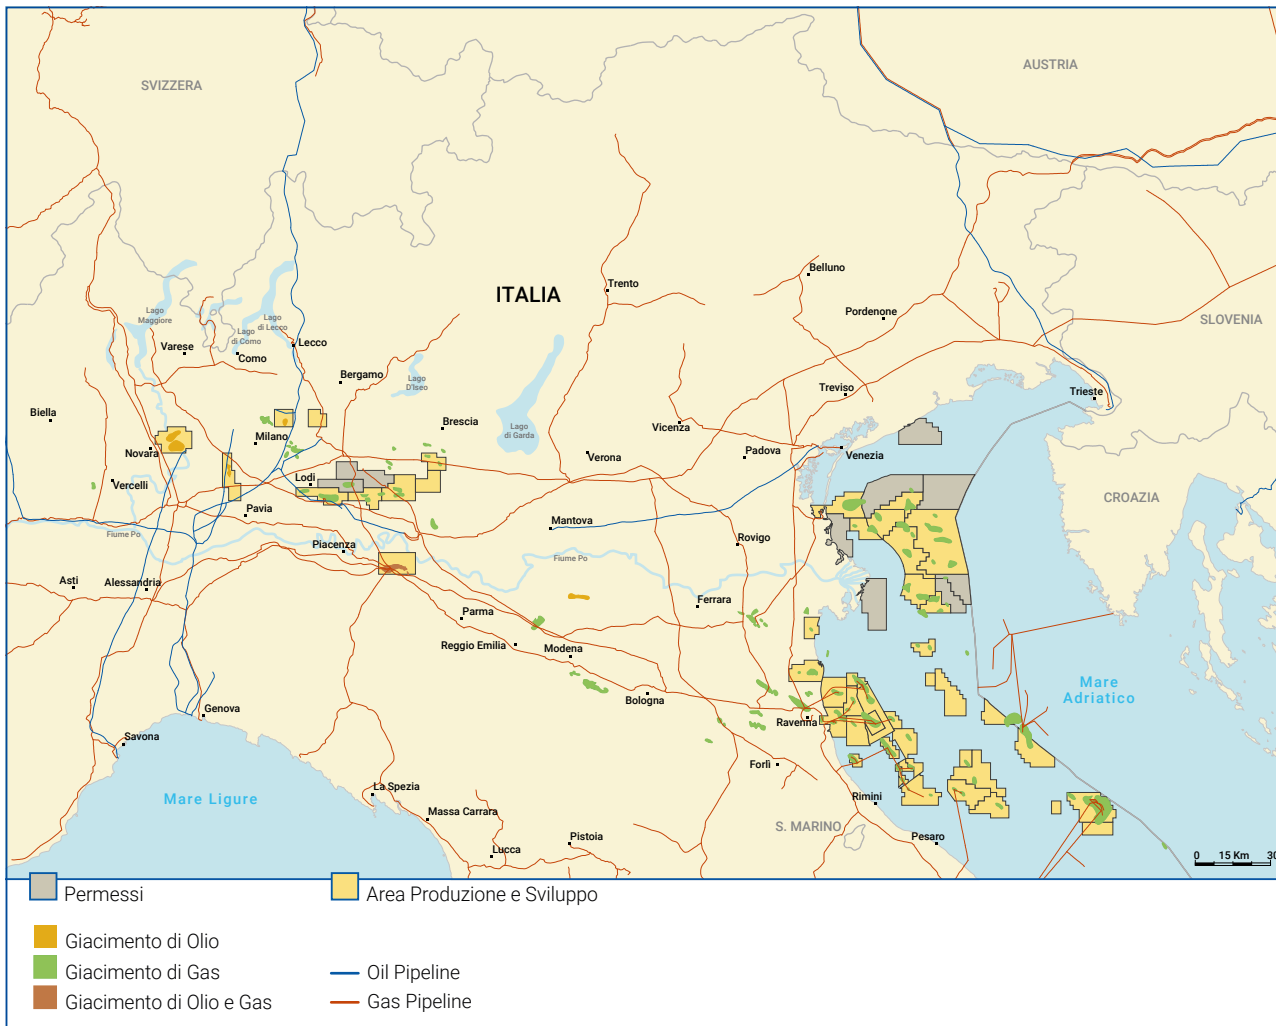 SVIZZERA
AUSTRIA
Belluno
Trento
ITALIA
Lago
Maggiore
Lago
di Lecco
Pordenone
SLOVENIA
Lago
di Como
Varese
Como
Lecco
Bergamo
Lago
D'Iseo
Treviso
Trieste
Biella
Brescia
Vicenza
Lago
di Garda
Milano
Novara
Verona
Padova
Venezia
Vercelli
Lodi
CROAZIA
Pavia
Mantova
Fiume Po
Piacenza
Rovigo
Fiume Po
Asti
Alessandria
Ferrara
Parma
Reggio Emilia
Modena
Mare
Adriatico
Bologna
Genova
Ravenna
Savona
Forlì
La Spezia
Mare Ligure
Rimini
Massa Carrara
S. MARINO
Pistoia
Pesaro
Lucca
0 15 Km 30
Permessi
Area Produzione e Sviluppo
Giacimento di Olio
Giacimento di Gas
Oil Pipeline
Giacimento di Olio e Gas
Gas Pipeline